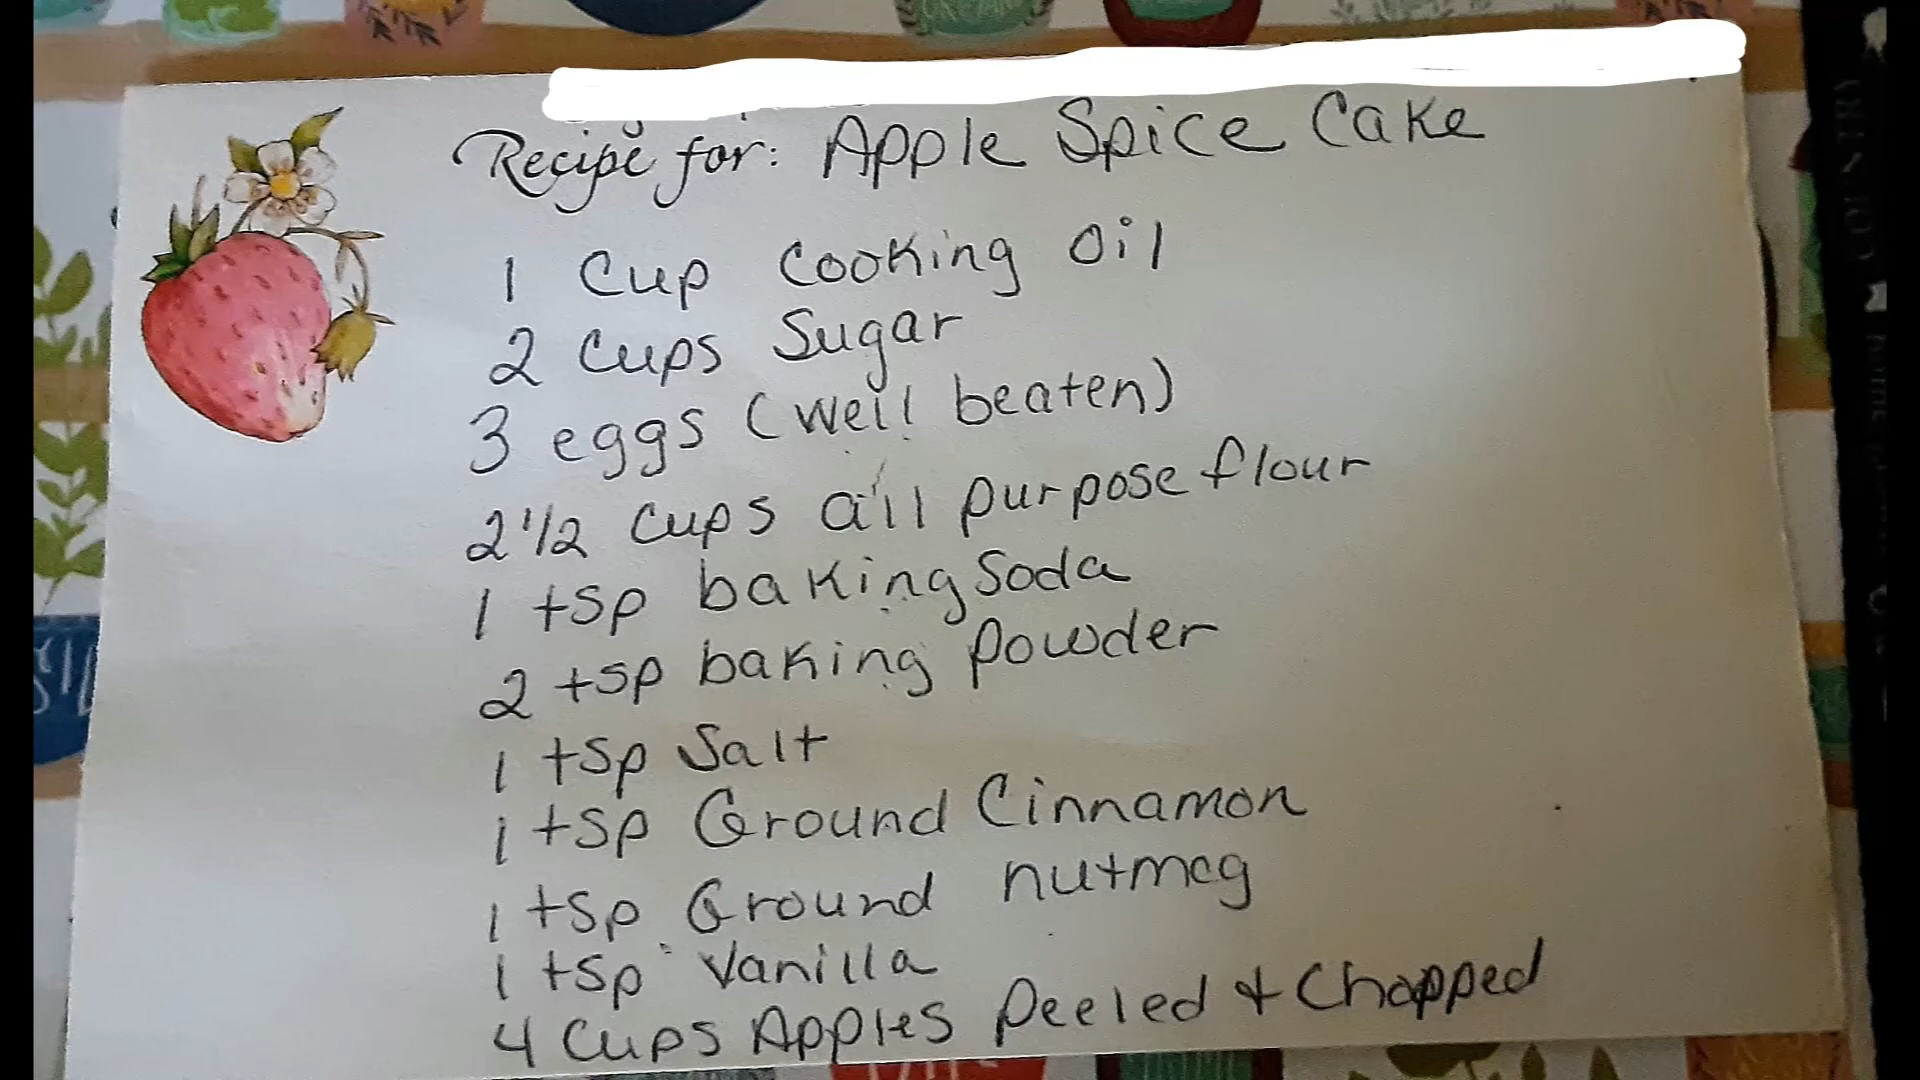 Recipe for: Apple Spice Cake
1 Cup Cooking Oil
2 Cups Sugar
3 eggs (well beaten)
2 1/2 Cups all purpose flour
1 tsp baking Soda
2 tsp baking powder
1 tsp Salt
1 tsp Ground Cinnamon
1 tsp Ground nutmeg
1 tsp Vanilla
4 Cups Apples peeled & Chopped
COUNTRY